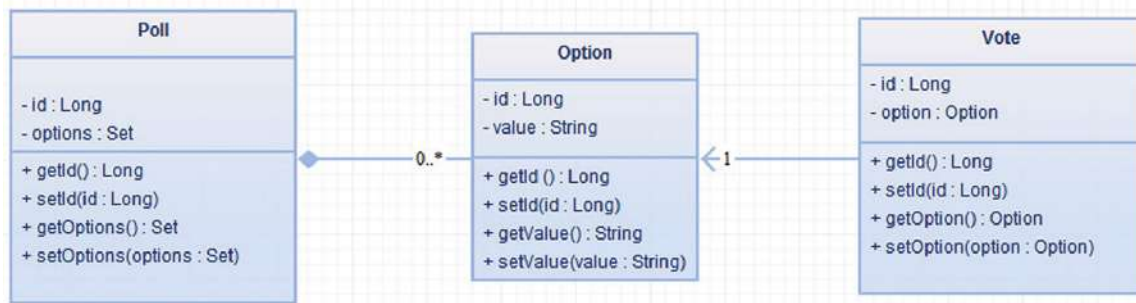 Poll
- id : Long
- options : Set
+ getId() : Long
+ setId(id : Long)
+ getOptions() : Set
+ setOptions(options : Set)
0..*
Option
- id : Long
- value : String
+ getId () : Long
+ setId(id : Long)
+ getValue() : String
+ setValue(value : String)
1
Vote
- id : Long
- option : Option
+ getId() : Long
+ setId(id : Long)
+ getOption() : Option
+ setOption(option : Option)